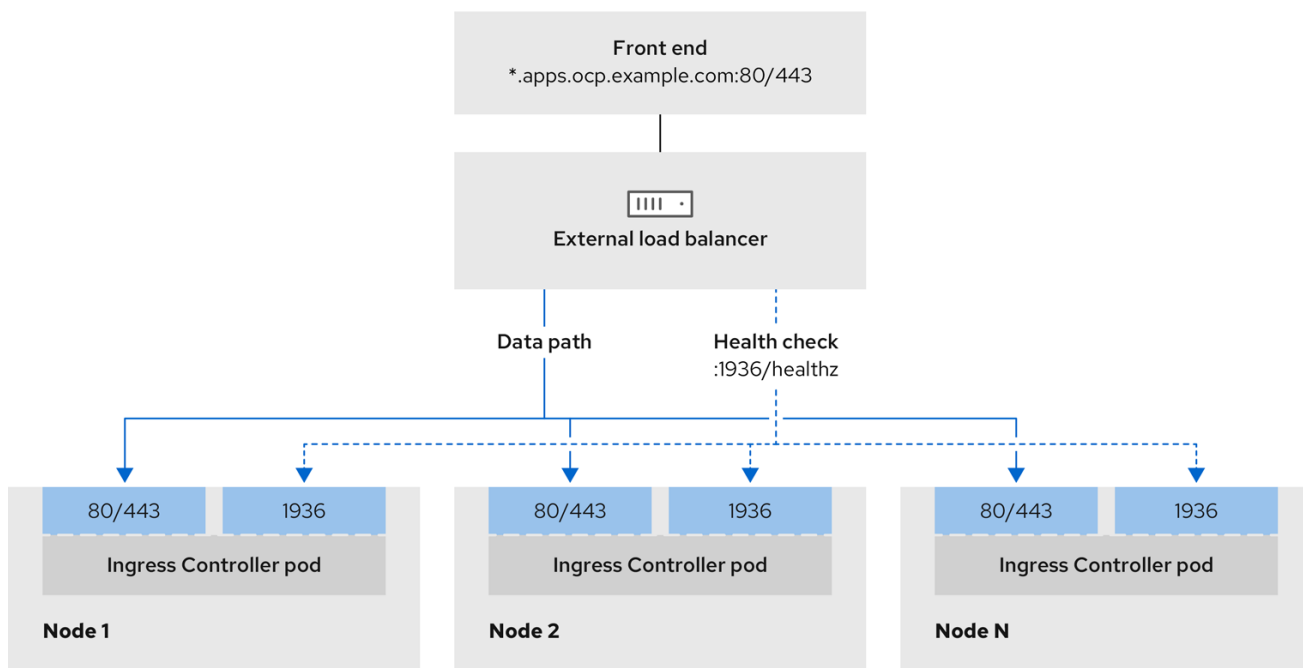 Front end
*.apps.ocp.example.com:80/443
External load balancer
Data path
Health check
:1936/healthz
80/443
1936
80/443
1936
80/443
1936
Ingress Controller pod
Ingress Controller pod
Ingress Controller pod
Node 1
Node 2
Node N